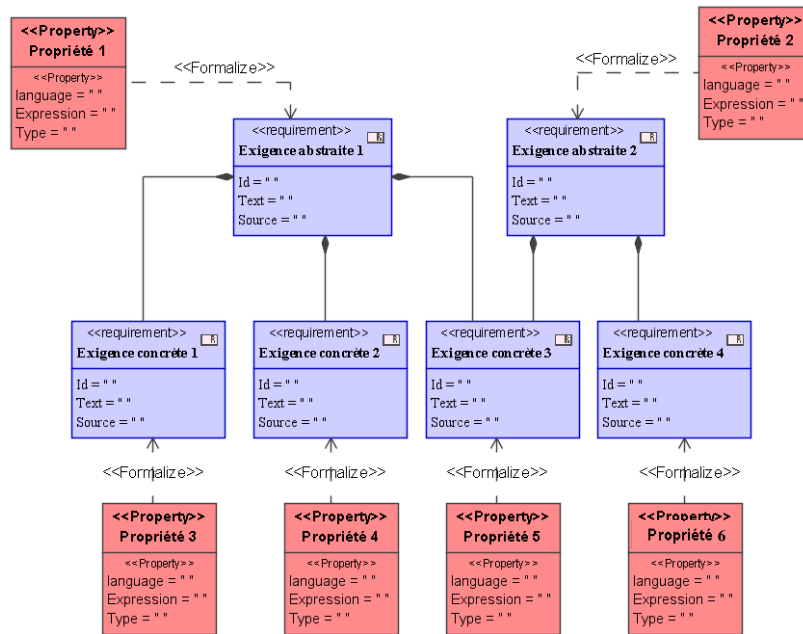 <<Property>>
Propriété 1
<<Property>>
language = " "
Expression = " "
Type = " "
<<Formalize>>
<<Formalize>>
<<Property>>
Propriété 2
<<Property>>
language = " "
Expression = " "
Type = " "
<<requirement>>
R
Exigence abstraite 1
Id = " "
Text = " "
Source = " "
<<requirement>>
R
Exigence abstraite 2
Id = " "
Text = " "
Source = " "
<<requirement>>
R
Exigence concrète 1
Id = " "
Text = " "
Source = " "
<<requirement>>
R
Exigence concrète 2
Id = " "
Text = " "
Source = " "
<<requirement>>
R
Exigence concrète 3
Id = " "
Text = " "
Source = " "
<<requirement>>
R
Exigence concrète 4
Id = " "
Text = " "
Source = " "
<<Formalize>>
<<Formalize>>
<<Formalize>>
<<Formalize>>
<<Property>>
Propriété 3
<<Property>>
language = " "
Expression = " "
Type = " "
<<Property>>
Propriété 4
<<Property>>
language = " "
Expression = " "
Type = " "
<<Property>>
Propriété 5
<<Property>>
language = " "
Expression = " "
Type = " "
<<Property>>
Propriété 6
<<Property>>
language = " "
Expression = " "
Type = " "